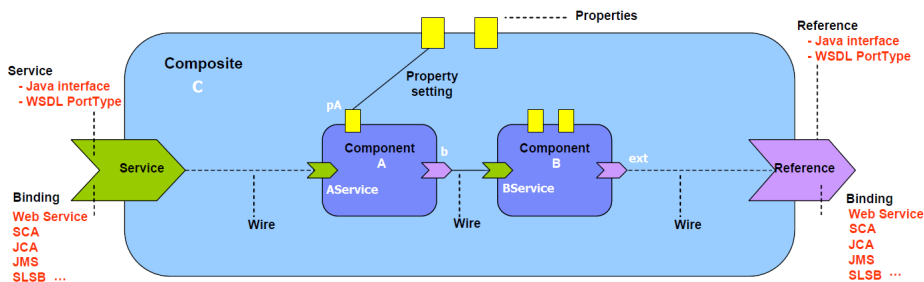 Properties
Reference
- Java interface
- WSDL PortType
Composite
C
Service
- Java interface
- WSDL PortType
Property
setting
pA
Component
A
b
Component
B
ext
Service
AService
BService
Reference
Wire
Wire
Wire
Binding
Web Service
SCA
JCA
JMS
SLSB ...
Binding
Web Service
SCA
JCA
JMS
SLSB ...